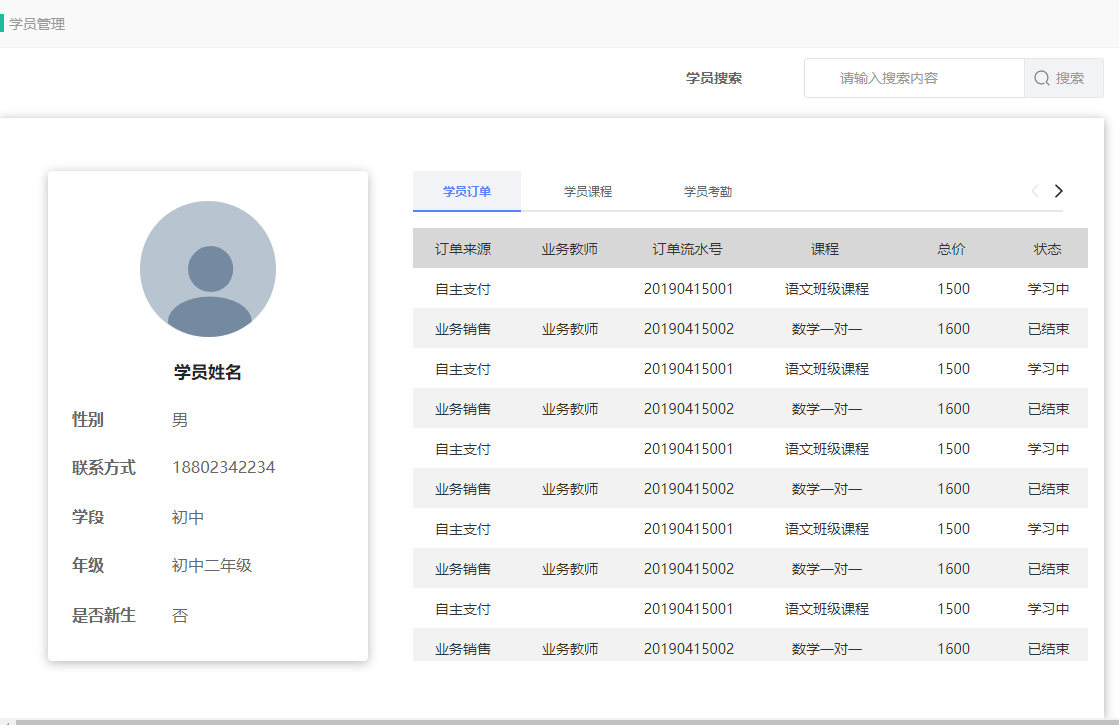 学员管理
学员搜索 请输入搜索内容 搜索
学员订单 学员课程 学员考勤
订单来源 业务教师 订单流水号 课程 总价 状态
自主支付 20190415001 语文班级课程 1500 学习中
业务销售 业务教师 20190415002 数学一对一 1600 已结束
自主支付 20190415001 语文班级课程 1500 学习中
业务销售 业务教师 20190415002 数学一对一 1600 已结束
自主支付 20190415001 语文班级课程 1500 学习中
业务销售 业务教师 20190415002 数学一对一 1600 已结束
自主支付 20190415001 语文班级课程 1500 学习中
业务销售 业务教师 20190415002 数学一对一 1600 已结束
自主支付 20190415001 语文班级课程 1500 学习中
业务销售 业务教师 20190415002 数学一对一 1600 已结束
学员姓名
性别 男
联系方式 18802342234
学段 初中
年级 初中二年级
是否新生 否